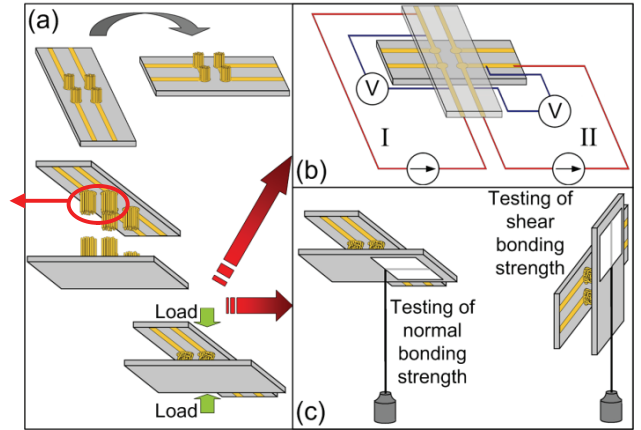 (a)
Load
Load
V
V
I
II
(b)
Testing of
normal
bonding
strength
Testing of
shear
bonding
strength
(c)